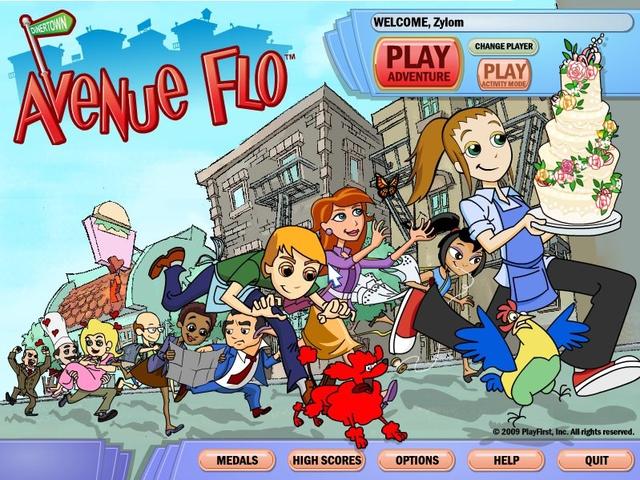 DINERTOWN
AVENUE FLO™
WELCOME, Zylom
PLAY
ADVENTURE
CHANGE PLAYER
PLAY
ACTIVITY MODE
© 2009 PlayFirst, Inc. All rights reserved.
MEDALS
HIGH SCORES
OPTIONS
HELP
QUIT